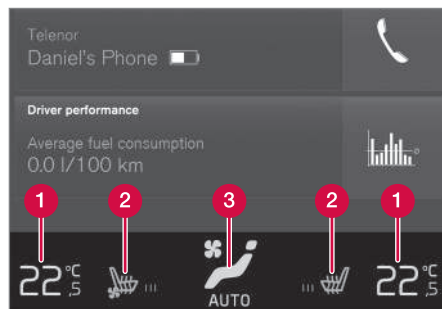 Telenor
Daniel's Phone
Driver performance
Average fuel consumption
0.0 l/100 km
1 2 3 2 1
22°C,5 22°C,5
AUTO